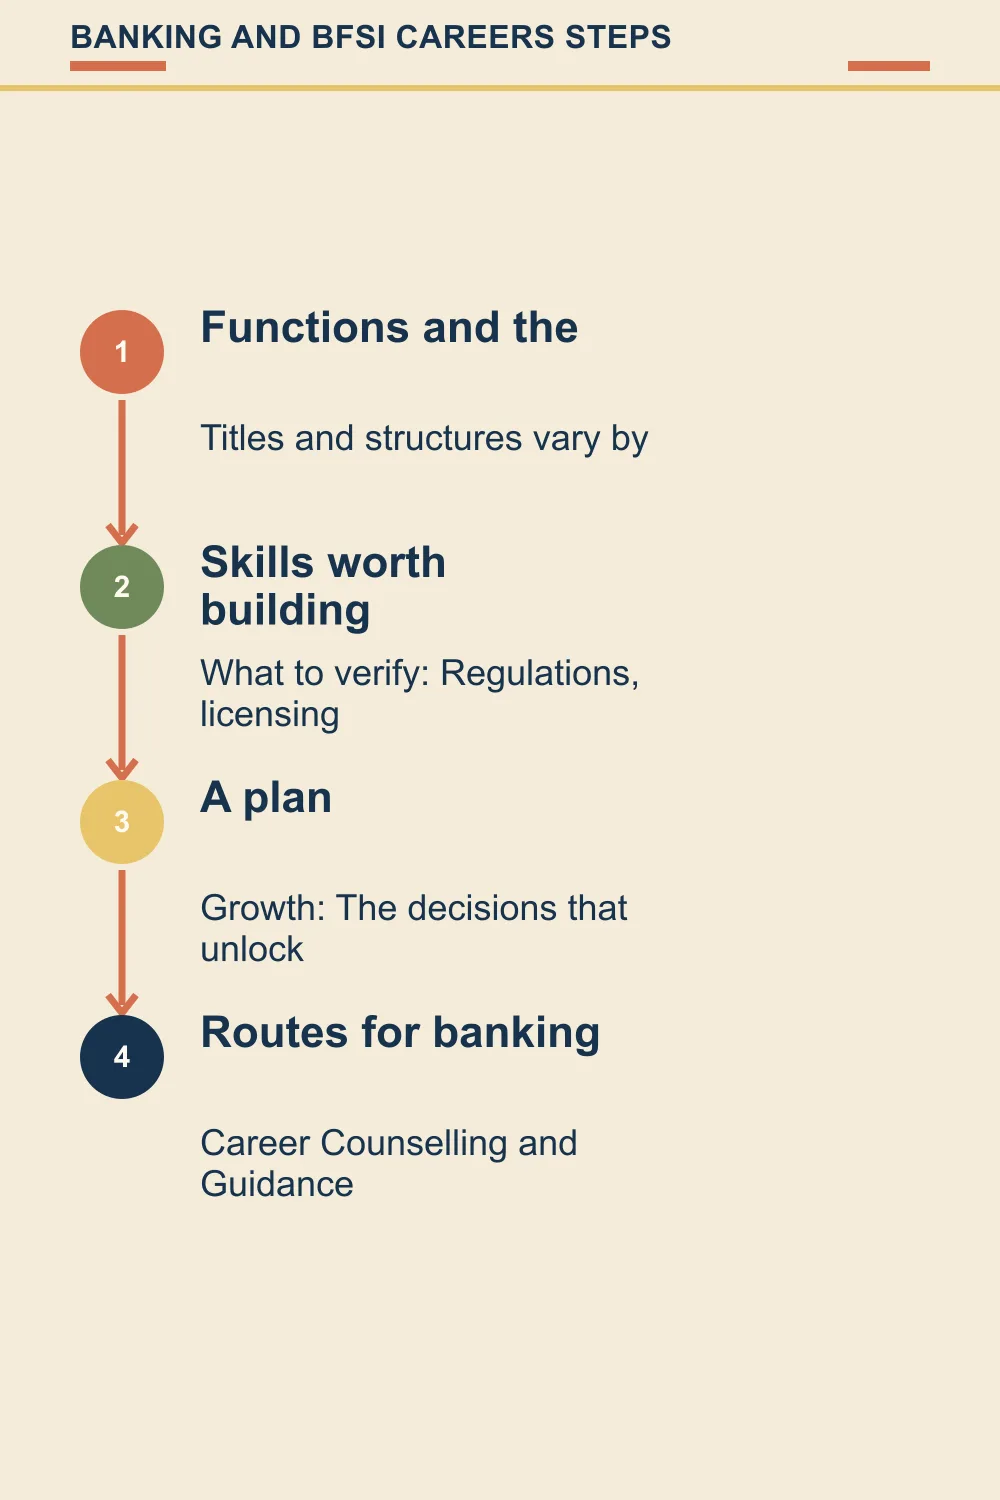 BANKING AND BFSI CAREERS STEPS
1
Functions and the
Titles and structures vary by
2
Skills worth
building
What to verify: Regulations,
licensing
3
A plan
Growth: The decisions that
unlock
4
Routes for banking
Career Counselling and
Guidance